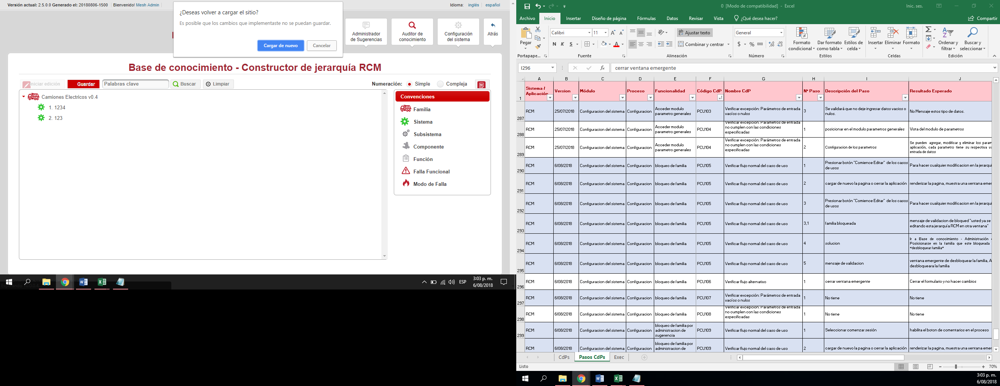 Versión actual: 2.5.0.0 Generado el: 20180806-1500 Bienvenido! Mesh Admin
Idioma: inglés español
¿Deseas volver a cargar el sitio?
Es posible que los cambios que implementaste no se puedan guardar.
Cargar de nuevo Cancelar
Administrador
de Sugerencias
Auditor de
conocimiento
Configuración
del sistema
Atrás
Base de conocimiento - Constructor de jerarquía RCM
Iniciar edición Guardar Palabras clave Buscar Limpiar
Numeración: Simple Compleja
Camiones Electricos v0.4
1. 1234
2. 123
Convenciones
Familia
Sistema
Subsistema
Componente
Función
Falla Funcional
Modo de Falla
ESP
3:03 p. m.
6/08/2018
0 [Modo de compatibilidad] - Excel
Inic. ses.
Archivo Inicio Insertar Diseño de página Fórmulas Datos Revisar Vista ¿Qué desea hacer? Compartir
Pegar
Calibri 11
N K S
Ajustar texto
Combinar y centrar
General
$ % 000
Formato
condicional
Dar formato
como tabla
Estilos de
celda
Insertar Eliminar Formato
Ordenar y
filtrar
Buscar y
seleccionar
Portapape... Fuente Alineación Número Estilos Celdas Edición
I296 fx cerrar ventana emergente
A B C D E F G H I J
1 Sistema / Aplicación Version Módulo Proceso Funcionalidad Código CdP Nombre CdP N° Paso Descripción del Paso Resultado Esperado
287 RCM 25/07/2018 Configuracion del sistema Configuracion Acceder modulo parametro generales PCU103 Verificar excepción: Parámetros de entrada vacíos o nulos 3 Se validará que no deje ingresar datos vacios o nulos. No Mensaje estos tipo de datos.
288 RCM 25/07/2018 Configuracion del sistema Configuracion Acceder modulo parametro generales PCU104 Verificar excepción: Parámetros de entrada no cumplen con las condiciones especificadas 1 posicionar en el modulo parametros generales Vista del modulo de parametros
289 RCM 25/07/2018 Configuracion del sistema Configuracion Acceder modulo parametro generales PCU104 Verificar excepción: Parámetros de entrada no cumplen con las condiciones especificadas 2 Configuracion de los parametros Se pueden agregar, modificar y eliminar los param aplicación, cada parametro tiene su respectiva va entrada de datos
290 RCM 6/08/2018 Configuracion del sistema Configuracion bloqueo de familia PCU105 Verificar flujo normal del caso de uso 1 Presionar botón "Comience Editar" de los casos de usos Para hacer cualquier modificacion en la jerarqui
291 RCM 6/08/2018 Configuracion del sistema Configuracion bloqueo de familia PCU105 Verificar flujo normal del caso de uso 2 cargar de nuevo la pagina o cerrar la aplicación renderizar la pagina, muestra una ventana emer
292 RCM 6/08/2018 Configuracion del sistema Configuracion bloqueo de familia PCU105 Verificar flujo normal del caso de uso 3 Presionar botón "Comience Editar" de los casos de usos Para hacer cualquier modificacion en la jerarqui
293 RCM 6/08/2018 Configuracion del sistema Configuracion bloqueo de familia PCU105 Verificar flujo normal del caso de uso 3,1 familia bloqueada mensaje de validacion de bloqued "usted ya se editando esta jerarquía RCM en otra ventana"
294 RCM 6/08/2018 Configuracion del sistema Configuracion bloqueo de familia PCU105 Verificar flujo normal del caso de uso 4 solucion Ir a Base de conocimiento - Administración Posicionarse en la familia que este bloqueada "desbloquear familia"
295 RCM 6/08/2018 Configuracion del sistema Configuracion bloqueo de familia PCU105 Verificar flujo normal del caso de uso 5 mensaje de validacion ventana emergente de desbloquear la familia, A desbloqueara la familia
296 RCM 6/08/2018 Configuracion del sistema Configuracion bloqueo de familia PCU106 Verificar flujo alternativo 1 cerrar ventana emergente Cerrar el formulario y no hacer cambios
297 RCM 6/08/2018 Configuracion del sistema Configuracion bloqueo de familia PCU107 Verificar excepción: Parámetros de entrada vacíos o nulos 1 No tiene No tiene
298 RCM 6/08/2018 Configuracion del sistema Configuracion bloqueo de familia PCU108 Verificar excepción: Parámetros de entrada no cumplen con las condiciones especificadas 1 No tiene No tiene
299 RCM 6/08/2018 Configuracion del sistema Configuracion bloqueo de familia por administracion de sugerencia PCU109 Verificar flujo normal del caso de uso 1 Seleccionar comenzar sesión habilita el boton de comentarios en el proceso
RCM 6/08/2018 Configuracion del sistema Configuracion bloqueo de familia por administracion de PCU109 Verificar flujo normal del caso de uso 2 cargar de nuevo la pagina o cerrar la aplicación renderizar la pagina, muestra una ventana emer
CdPs Pasos CdPs Exec
Listo 70%
3:03 p. m.
6/08/2018